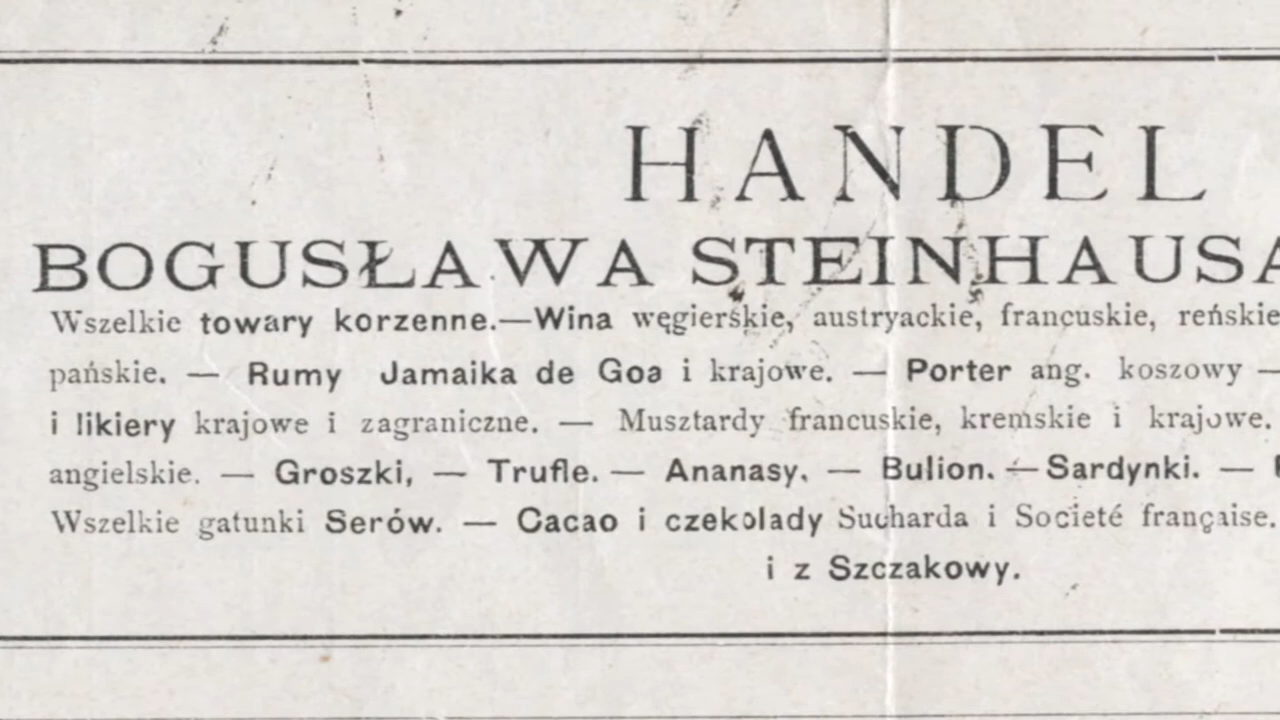 HANDEL
BOGUSŁAWA STEINHAUSA
Wszelkie towary korzenne.—Wina węgierskie, austryackie, francuskie, reńskie
pańskie. — Rumy Jamaika de Goa i krajowe. — Porter ang. koszowy —
i likiery krajowe i zagraniczne. — Musztardy francuskie, kremskie i krajowe.
angielskie. — Groszki, — Trufle. — Ananasy. — Bulion. — Sardynki. —
Wszelkie gatunki Serów. — Cacao i czekolady Sucharda i Societé française.
i z Szczakowy.